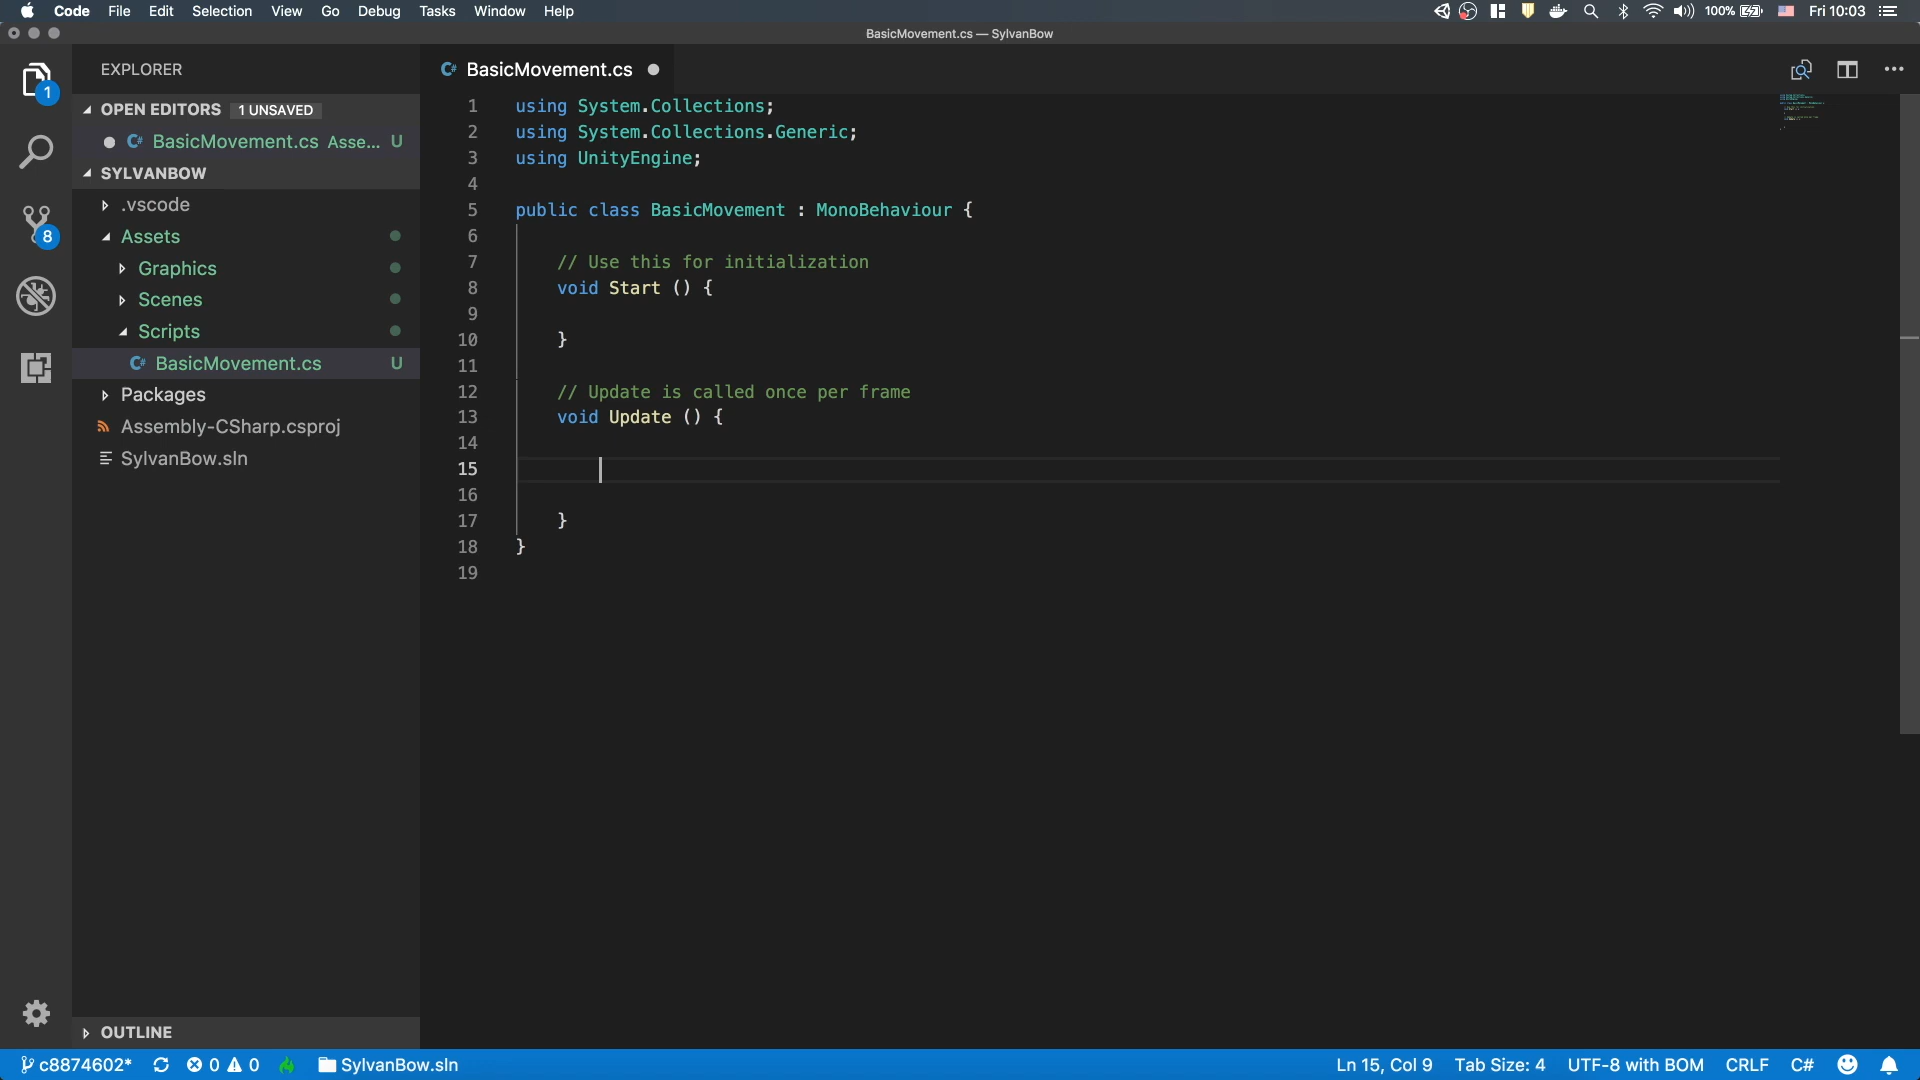 Code File Edit Selection View Go Debug Tasks Window Help 100% Fri 10:03
BasicMovement.cs — SylvanBow
EXPLORER
OPEN EDITORS 1 UNSAVED
BasicMovement.cs Asse... U
SYLVANBOW
.vscode
Assets
Graphics
Scenes
Scripts
C# BasicMovement.cs U
Packages
Assembly-CSharp.csproj
SylvanBow.sln
OUTLINE
1
8
C# BasicMovement.cs
1 using System.Collections;
2 using System.Collections.Generic;
3 using UnityEngine;
4
5 public class BasicMovement : MonoBehaviour {
6
7 // Use this for initialization
8 void Start () {
9
10 }
11
12 // Update is called once per frame
13 void Update () {
14
15
16
17 }
18 }
19
c8874602* 0 0 SylvanBow.sln Ln 15, Col 9 Tab Size: 4 UTF-8 with BOM CRLF C#